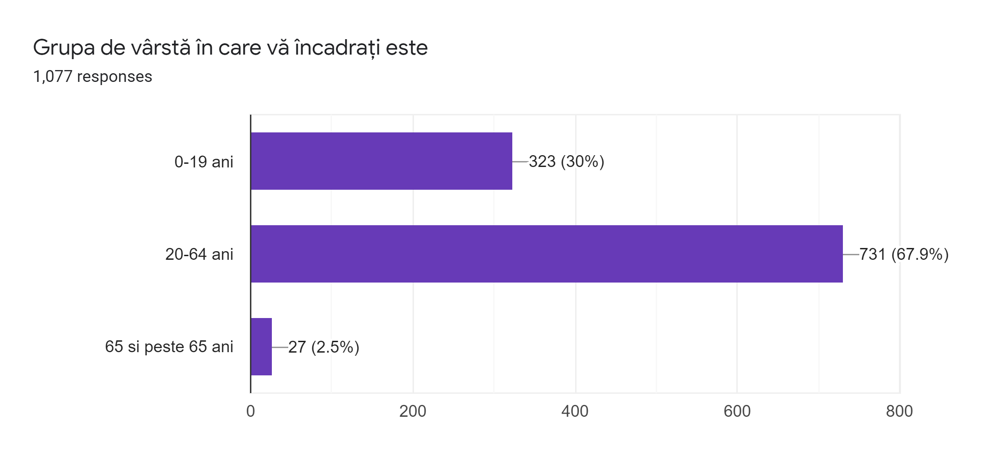 Grupa de vârstă în care vă încadrați este
1,077 responses
0-19 ani
323 (30%)
20-64 ani
731 (67.9%)
65 si peste 65 ani
27 (2.5%)
0 200 400 600 800